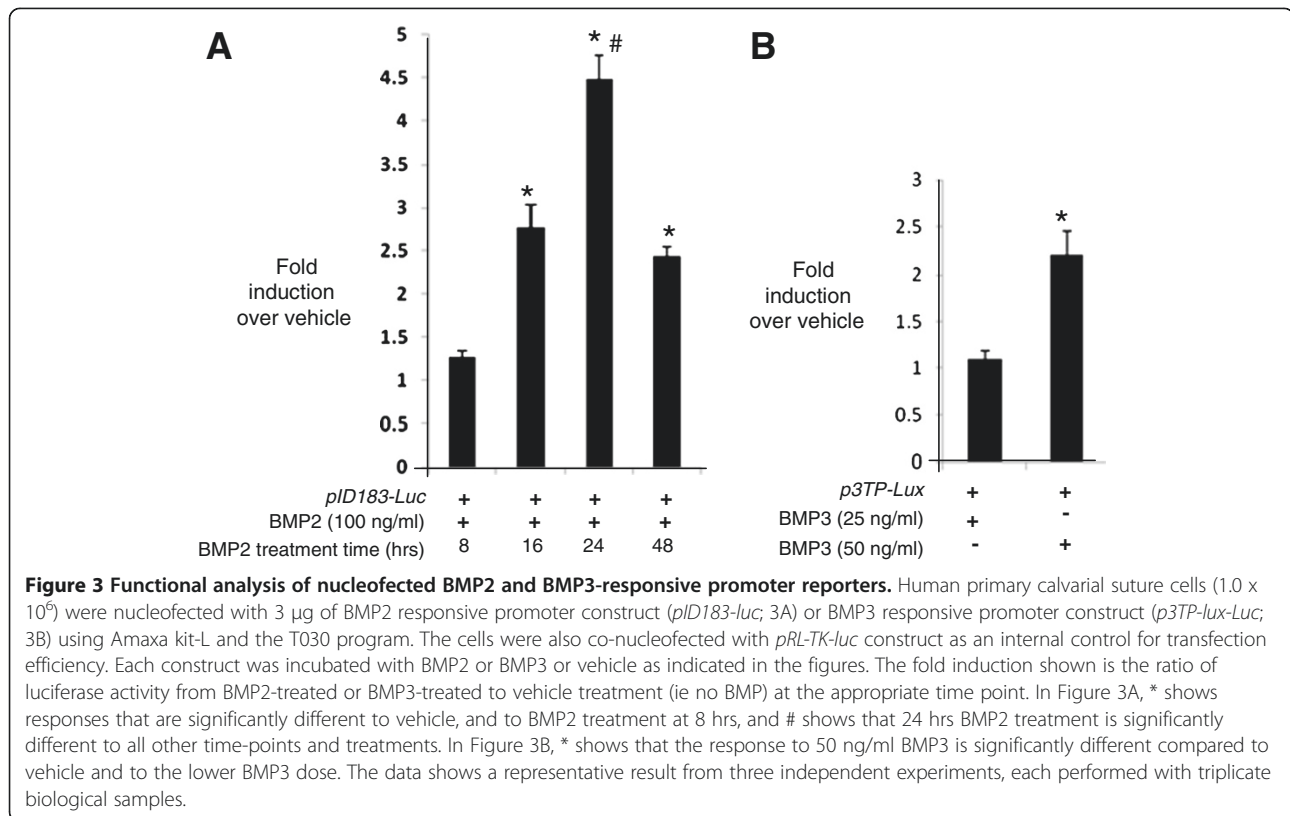 A
5
4.5
4
3.5
3
2.5
2
1.5
1
0.5
0
* # 
*
*
Fold
induction
over vehicle
pID183-Luc + + + +
BMP2 (100 ng/ml) + + + +
BMP2 treatment time (hrs) 8 16 24 48
B
3
2.5
2
1.5
1
0.5
0
*
Fold
induction
over vehicle
p3TP-Lux + +
BMP3 (25 ng/ml) + -
BMP3 (50 ng/ml) - +
Figure 3 Functional analysis of nucleofected BMP2 and BMP3-responsive promoter reporters. Human primary calvarial suture cells (1.0 x
10⁶) were nucleofected with 3 μg of BMP2 responsive promoter construct (pID183-luc; 3A) or BMP3 responsive promoter construct (p3TP-lux-Luc;
3B) using Amaxa kit-L and the T030 program. The cells were also co-nucleofected with pRL-TK-luc construct as an internal control for transfection
efficiency. Each construct was incubated with BMP2 or BMP3 or vehicle as indicated in the figures. The fold induction shown is the ratio of
luciferase activity from BMP2-treated or BMP3-treated to vehicle treatment (ie no BMP) at the appropriate time point. In Figure 3A, * shows
responses that are significantly different to vehicle, and to BMP2 treatment at 8 hrs, and # shows that 24 hrs BMP2 treatment is significantly
different to all other time-points and treatments. In Figure 3B, * shows that the response to 50 ng/ml BMP3 is significantly different compared to
vehicle and to the lower BMP3 dose. The data shows a representative result from three independent experiments, each performed with triplicate
biological samples.